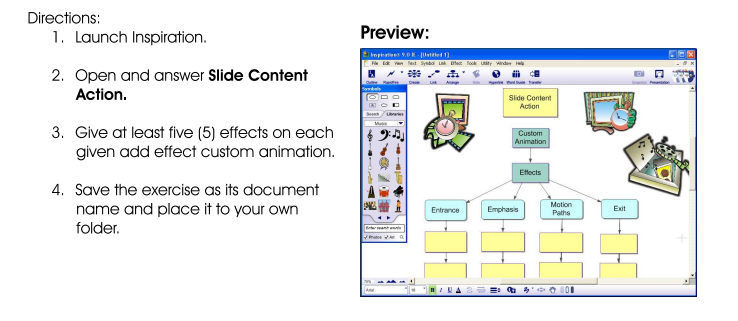 Directions:
1. Launch Inspiration.
2. Open and answer Slide Content
Action.
3. Give at least five (5) effects on each
given add effect custom animation.
4. Save the exercise as its document
name and place it to your own
folder.
Preview:
Inspiration® 9.0 IE - [Untitled 1]
File Edit View Text Symbol Link Effect Tools Utility Window Help
Outline RapidFire Create Link Arrange Note Hyperlink Word Guide Transfer Presentation
Symbols
Search Libraries
Music
Enter search words
Photos Art
Slide Content
Action
Custom
Animation
Effects
Entrance Emphasis Motion
Paths Exit
70%
Arial B I U A